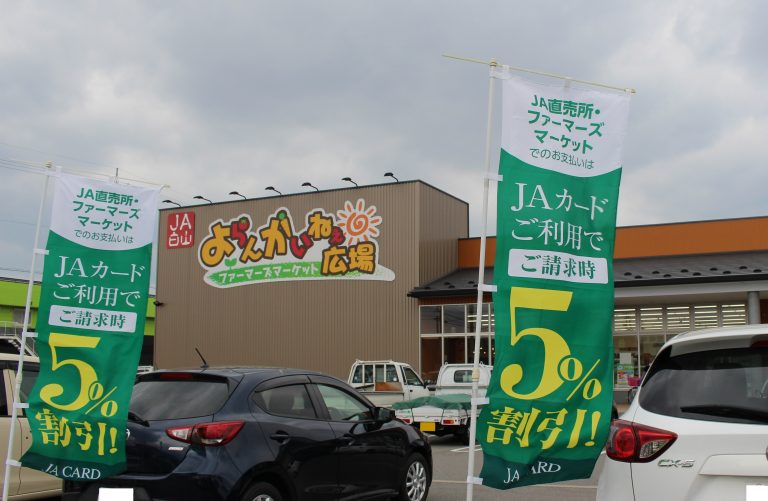 JA
白山
よらんかいねぇ
広場
ファーマーズマーケット
JA直売所・
ファーマーズ
マーケット
でのお支払いは
JAカード
ご利用で
ご請求時
5%
割引!
JA CARD
JA直売所・
ファーマーズ
マーケット
でのお支払いは
JAカード
ご利用で
ご請求時
5%
割引!
JA CARD
CX-5